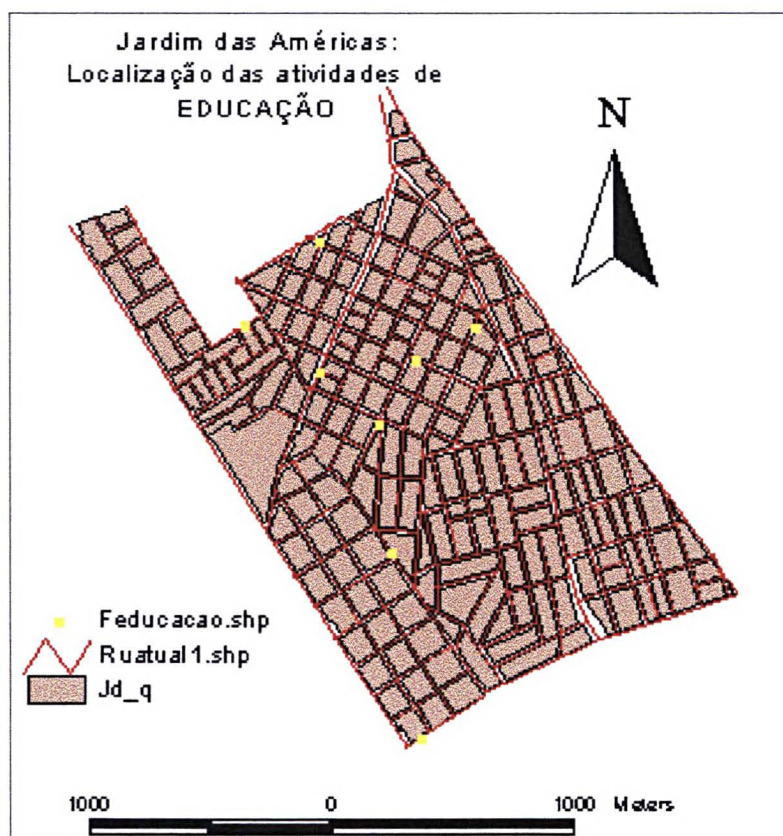 Jardim das Américas:
Localização das atividades de
EDUCAÇÃO
N
Feducacao.shp
Ruatual1.shp
Jd_q
1000 0 1000 Meters